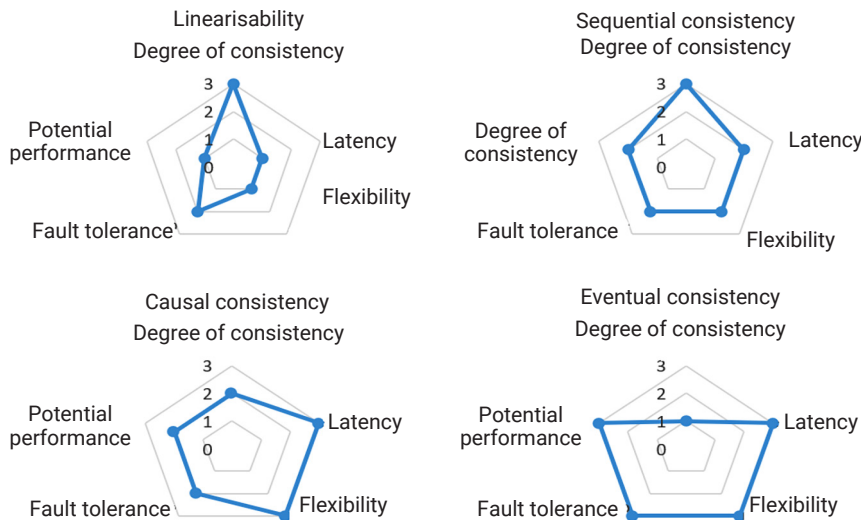 Linearisability
Degree of consistency
3
2
1
0
Potential
performance
Latency
Flexibility
Fault tolerance
Sequential consistency
Degree of consistency
3
2
1
0
Degree of
consistency
Latency
Fault tolerance
Flexibility
Causal consistency
Degree of consistency
3
2
1
0
Potential
performance
Latency
Fault tolerance
Flexibility
Eventual consistency
Degree of consistency
3
2
1
0
Potential
performance
Latency
Fault tolerance
Flexibility